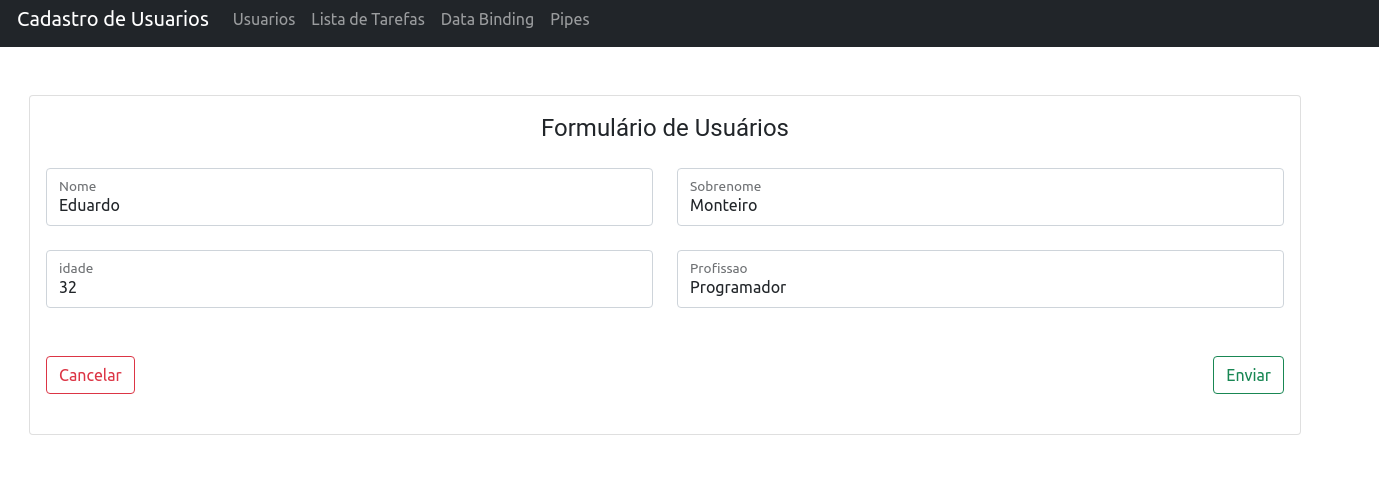 Cadastro de Usuarios Usuarios Lista de Tarefas Data Binding Pipes
Formulário de Usuários
Nome
Eduardo
Sobrenome
Monteiro
idade
32
Profissao
Programador
Cancelar
Enviar